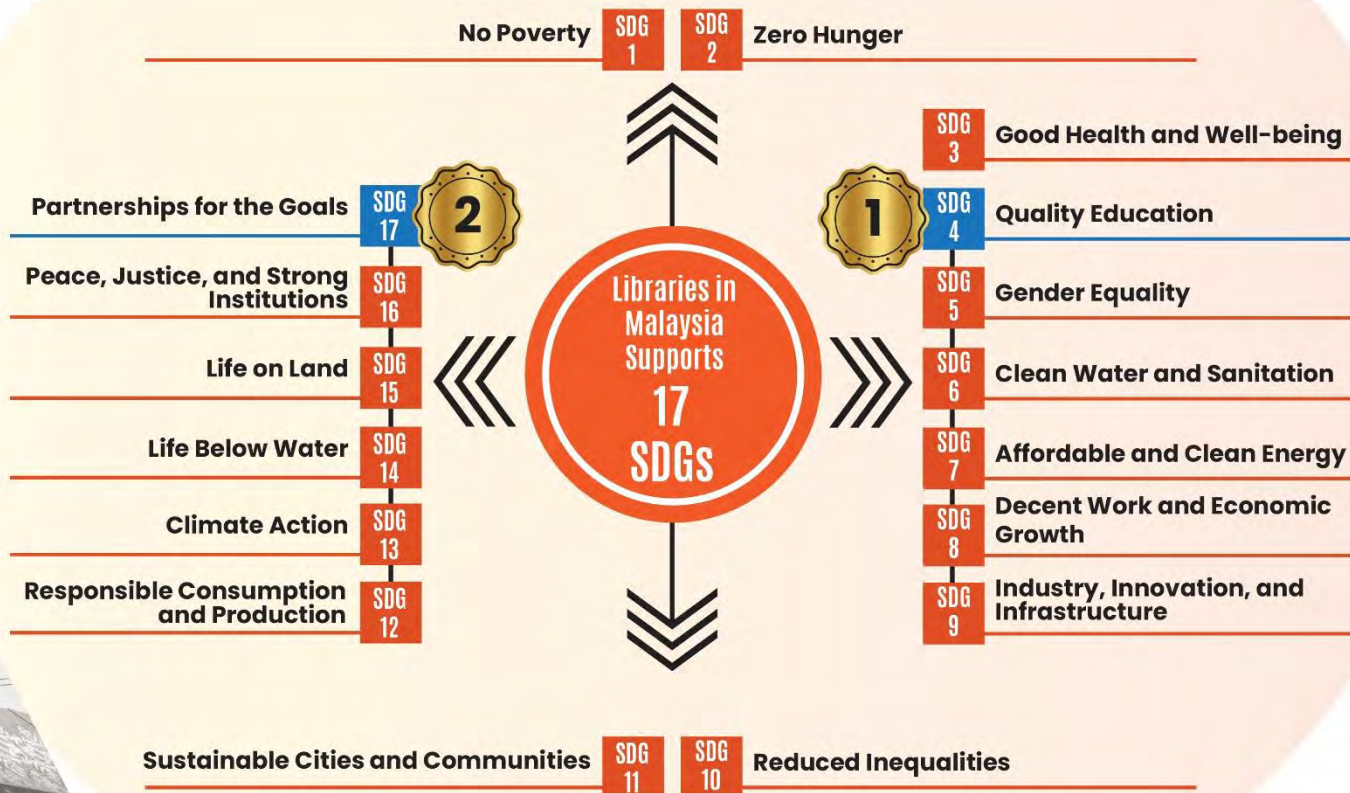 No Poverty
SDG
1
SDG
2
Zero Hunger
SDG
3
Good Health and Well-being
1
SDG
4
Quality Education
SDG
5
Gender Equality
SDG
6
Clean Water and Sanitation
SDG
7
Affordable and Clean Energy
SDG
8
Decent Work and Economic
Growth
SDG
9
Industry, Innovation, and
Infrastructure
Libraries in
Malaysia
Supports
17
SDGs
Partnerships for the Goals
SDG
17
2
Peace, Justice, and Strong
Institutions
SDG
16
Life on Land
SDG
15
Life Below Water
SDG
14
Climate Action
SDG
13
Responsible Consumption
and Production
SDG
12
Sustainable Cities and Communities
SDG
11
SDG
10
Reduced Inequalities